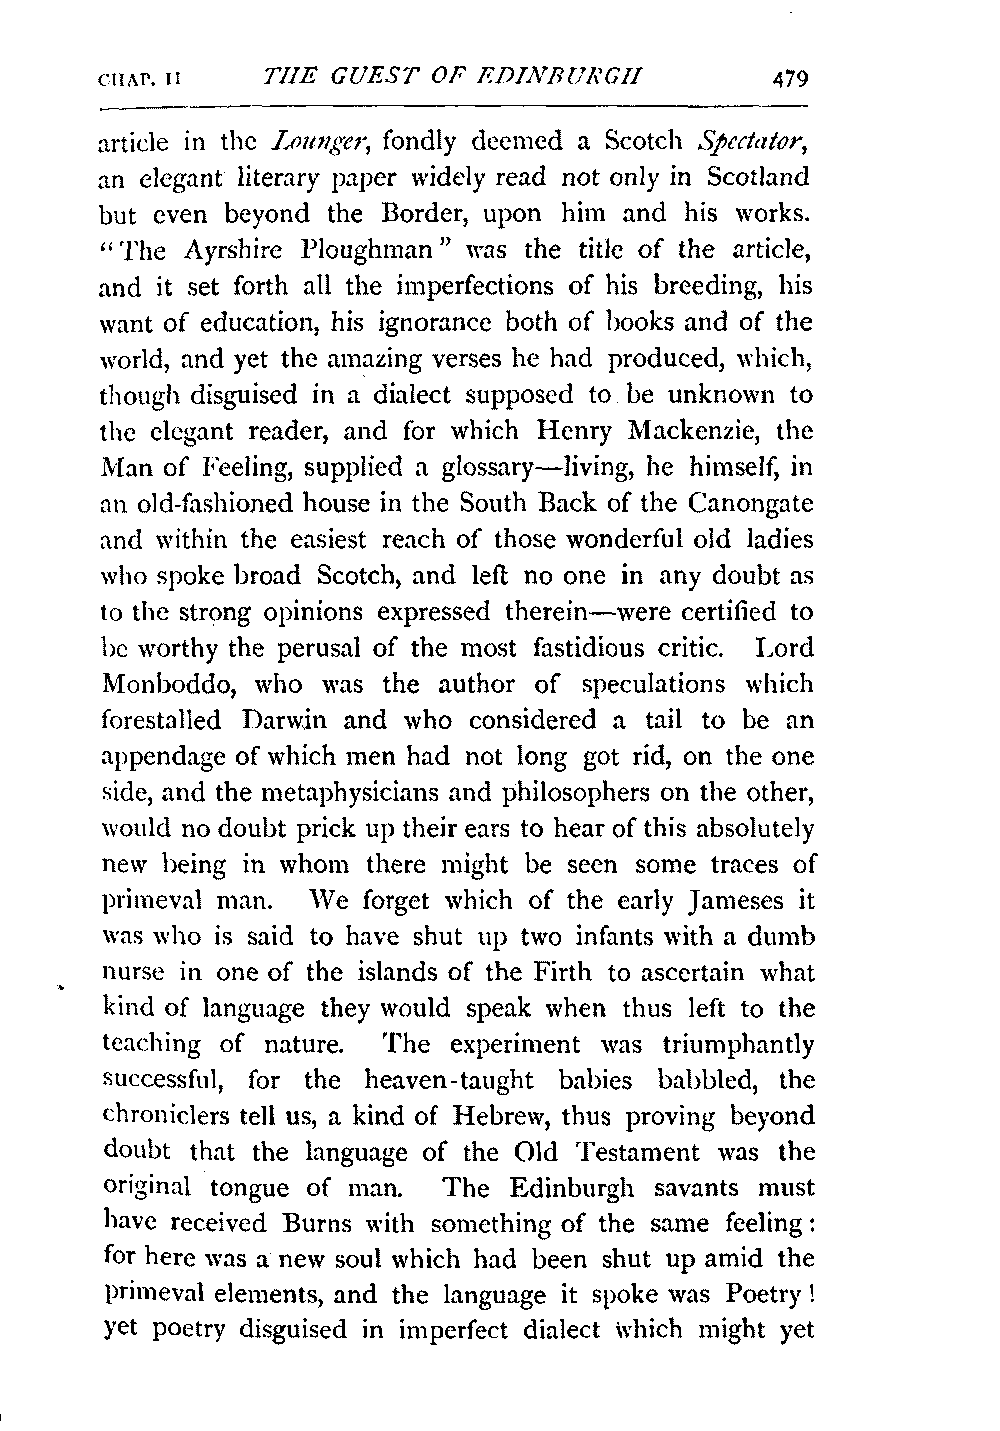 CHAP. II THE GUEST OF EDINBURGH 479
article in the Lounger, fondly deemed a Scotch Spectator,
an elegant literary paper widely read not only in Scotland
but even beyond the Border, upon him and his works.
“The Ayrshire Ploughman” was the title of the article,
and it set forth all the imperfections of his breeding, his
want of education, his ignorance both of books and of the
world, and yet the amazing verses he had produced, which,
though disguised in a dialect supposed to be unknown to
the elegant reader, and for which Henry Mackenzie, the
Man of Feeling, supplied a glossary—living, he himself, in
an old-fashioned house in the South Back of the Canongate
and within the easiest reach of those wonderful old ladies
who spoke broad Scotch, and left no one in any doubt as
to the strong opinions expressed therein—were certified to
be worthy the perusal of the most fastidious critic. Lord
Monboddo, who was the author of speculations which
forestalled Darwin and who considered a tail to be an
appendage of which men had not long got rid, on the one
side, and the metaphysicians and philosophers on the other,
would no doubt prick up their ears to hear of this absolutely
new being in whom there might be seen some traces of
primeval man. We forget which of the early Jameses it
was who is said to have shut up two infants with a dumb
nurse in one of the islands of the Firth to ascertain what
kind of language they would speak when thus left to the
teaching of nature. The experiment was triumphantly
successful, for the heaven-taught babies babbled, the
chroniclers tell us, a kind of Hebrew, thus proving beyond
doubt that the language of the Old Testament was the
original tongue of man. The Edinburgh savants must
have received Burns with something of the same feeling:
for here was a new soul which had been shut up amid the
primeval elements, and the language it spoke was Poetry!
yet poetry disguised in imperfect dialect which might yet